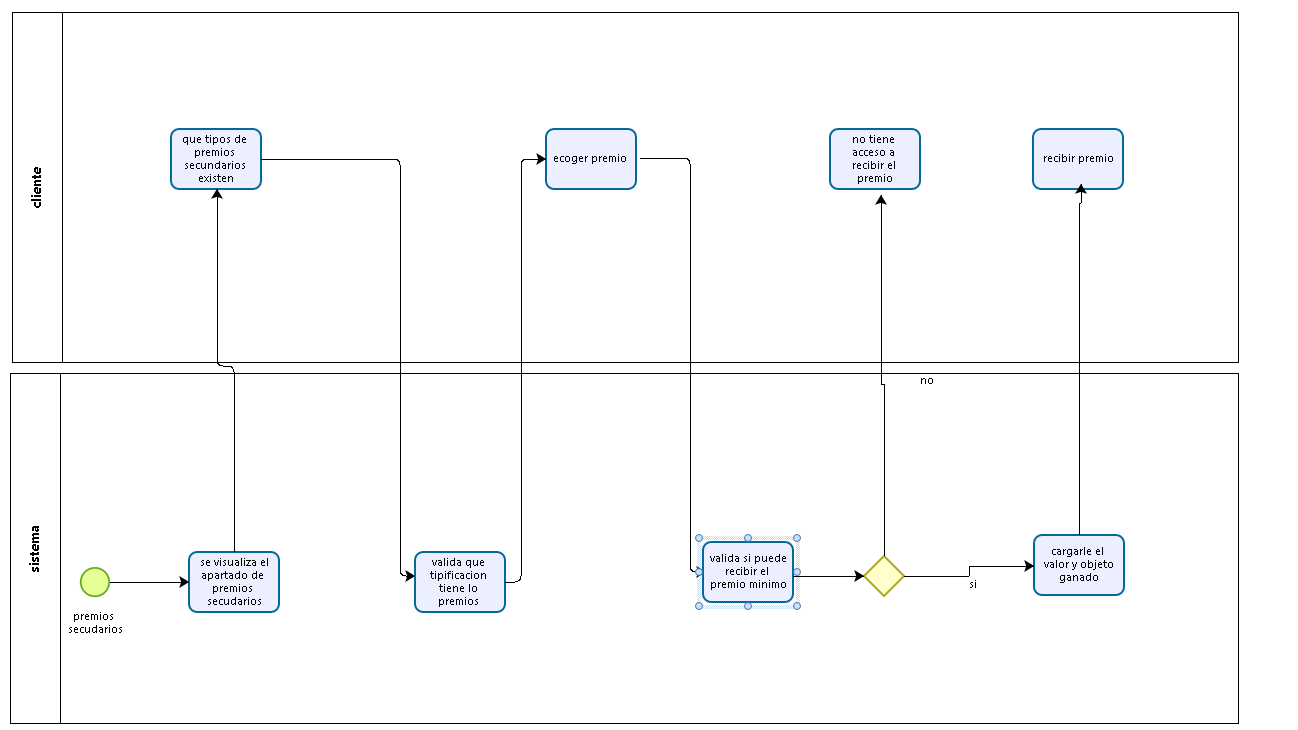 cliente
que tipos de
premios
secundarios
existen
ecoger premio
no tiene
acceso a
recibir el
premio
recibir premio
sistema
no
premios
secudarios
se visualiza el
apartado de
premios
secudarios
valida que
tipificacion
tiene lo
premios
valida si puede
recibir el
premio minimo
si
cargarle el
valor y objeto
ganado